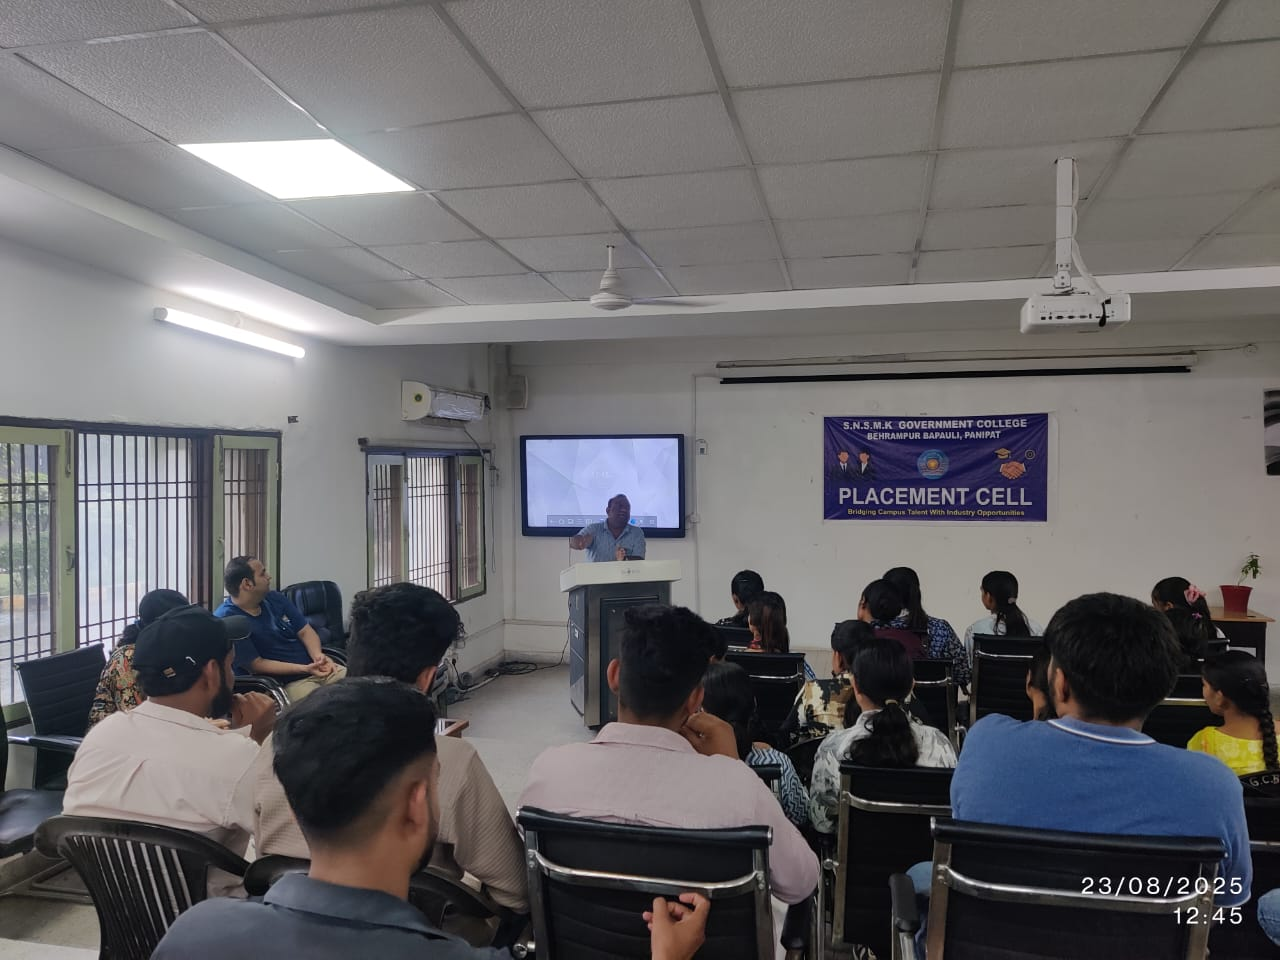 S.N.S.M.K GOVERNMENT COLLEGE
BEHRAMPUR BAPAULI, PANIPAT
PLACEMENT CELL
Bridging Campus Talent With Industry Opportunities
23/08/2025
12:45